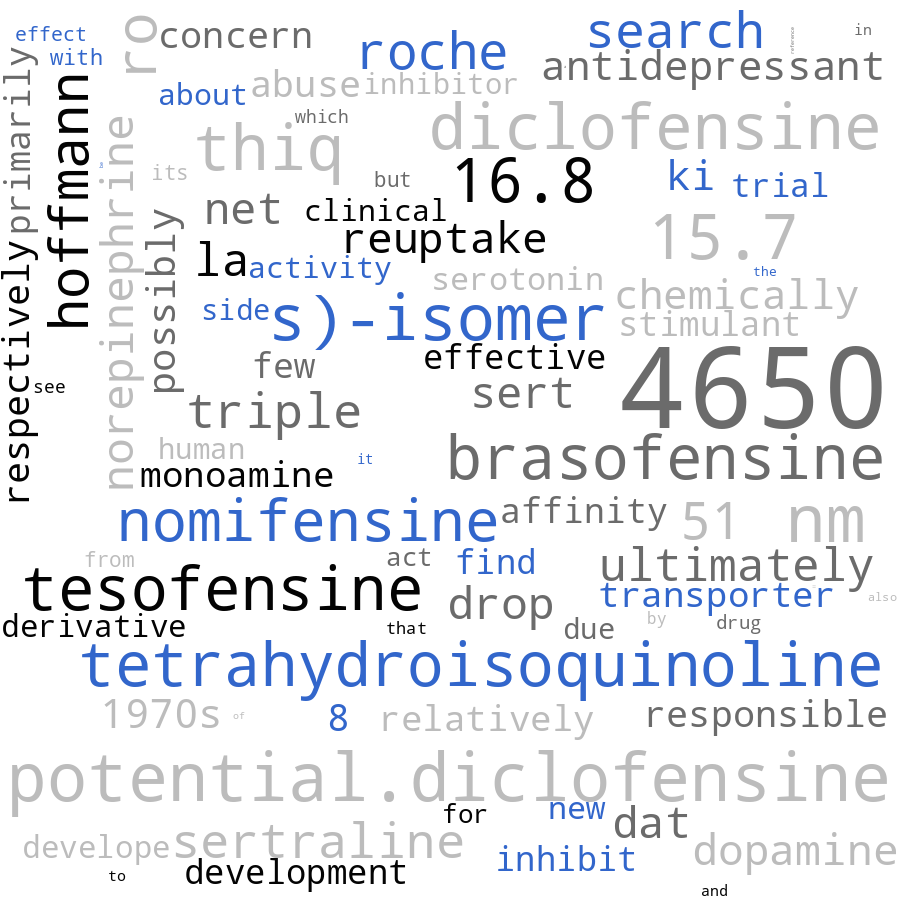 effect
with
ro
concern
roche
search
reference
in
primarily
hoffmann
about
abuse
inhibitor
antidepressant
norepinephrine
its
which
thiq
diclofensine
but
16.8
ki
trial
possibly
net
clinical
reuptake
15.7
respectively
la
activity
serotonin
the
chemically
side
s)-isomer
stimulant
few
effective
sert
4650
see
triple
human
monoamine
it
brasofensine
nomifensine
affinity
51
nm
from
act
find
ultimately
tesofensine
drop
transporter
also
derivative
that
due
by
drug
tetrahydroisoquinoline
1970s
of
8
relatively
responsible
potential.diclofensine
for
new
dat
develope
sertraline
development
inhibit
dopamine
to
and